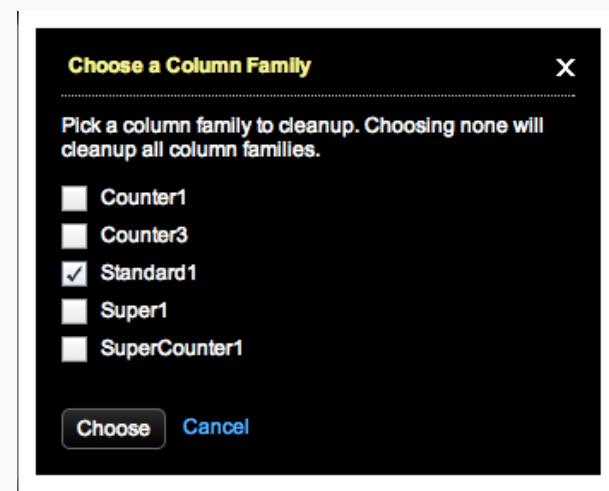 Choose a Column Family X
Pick a column family to cleanup. Choosing none will
cleanup all column families.
Counter1
Counter3
Standard1
Super1
SuperCounter1
Choose Cancel